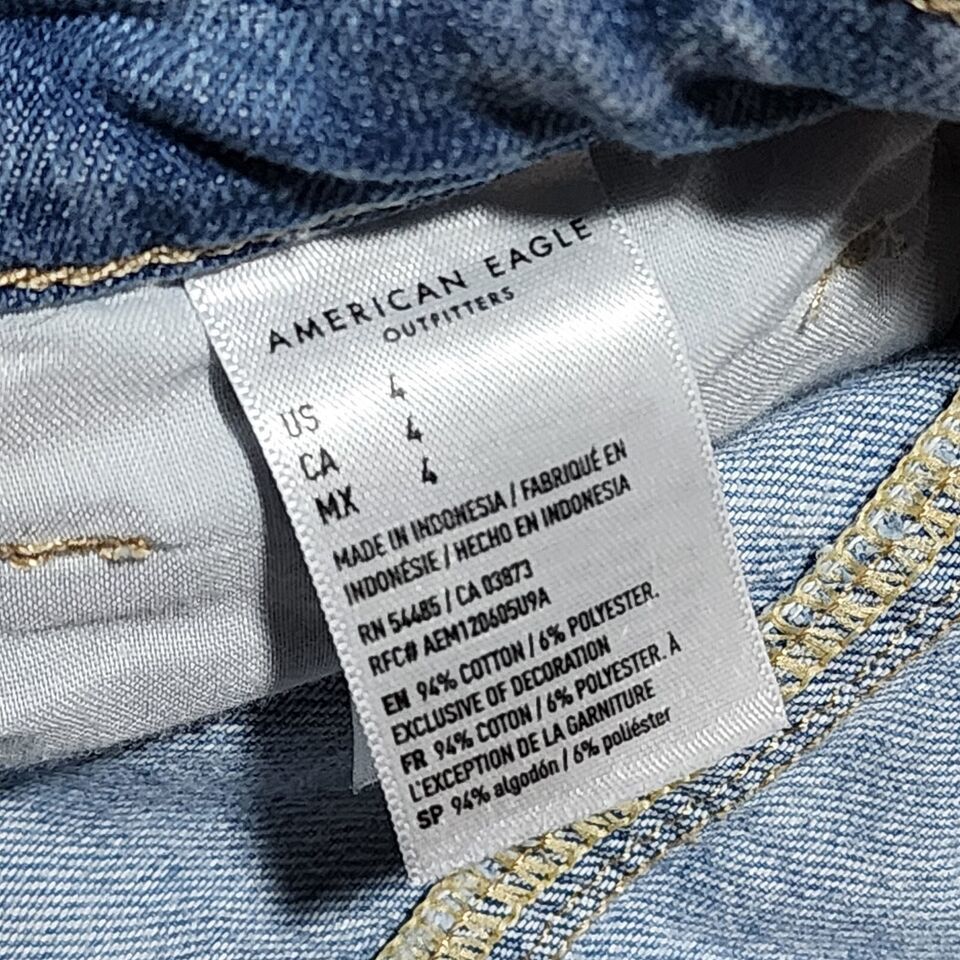 AMERICAN EAGLE
OUTFITTERS
US 4
CA 4
MX 4
MADE IN INDONESIA / FABRIQUÉ EN
INDONÉSIE / HECHO EN INDONESIA
RN 54485 / CA 03873
RFC# AEM120605U9A
EN 94% COTTON / 6% POLYESTER.
EXCLUSIVE OF DECORATION
FR 94% COTON / 6% POLYESTER. À
L'EXCEPTION DE LA GARNITURE
SP 94% algodón / 6% poliéster